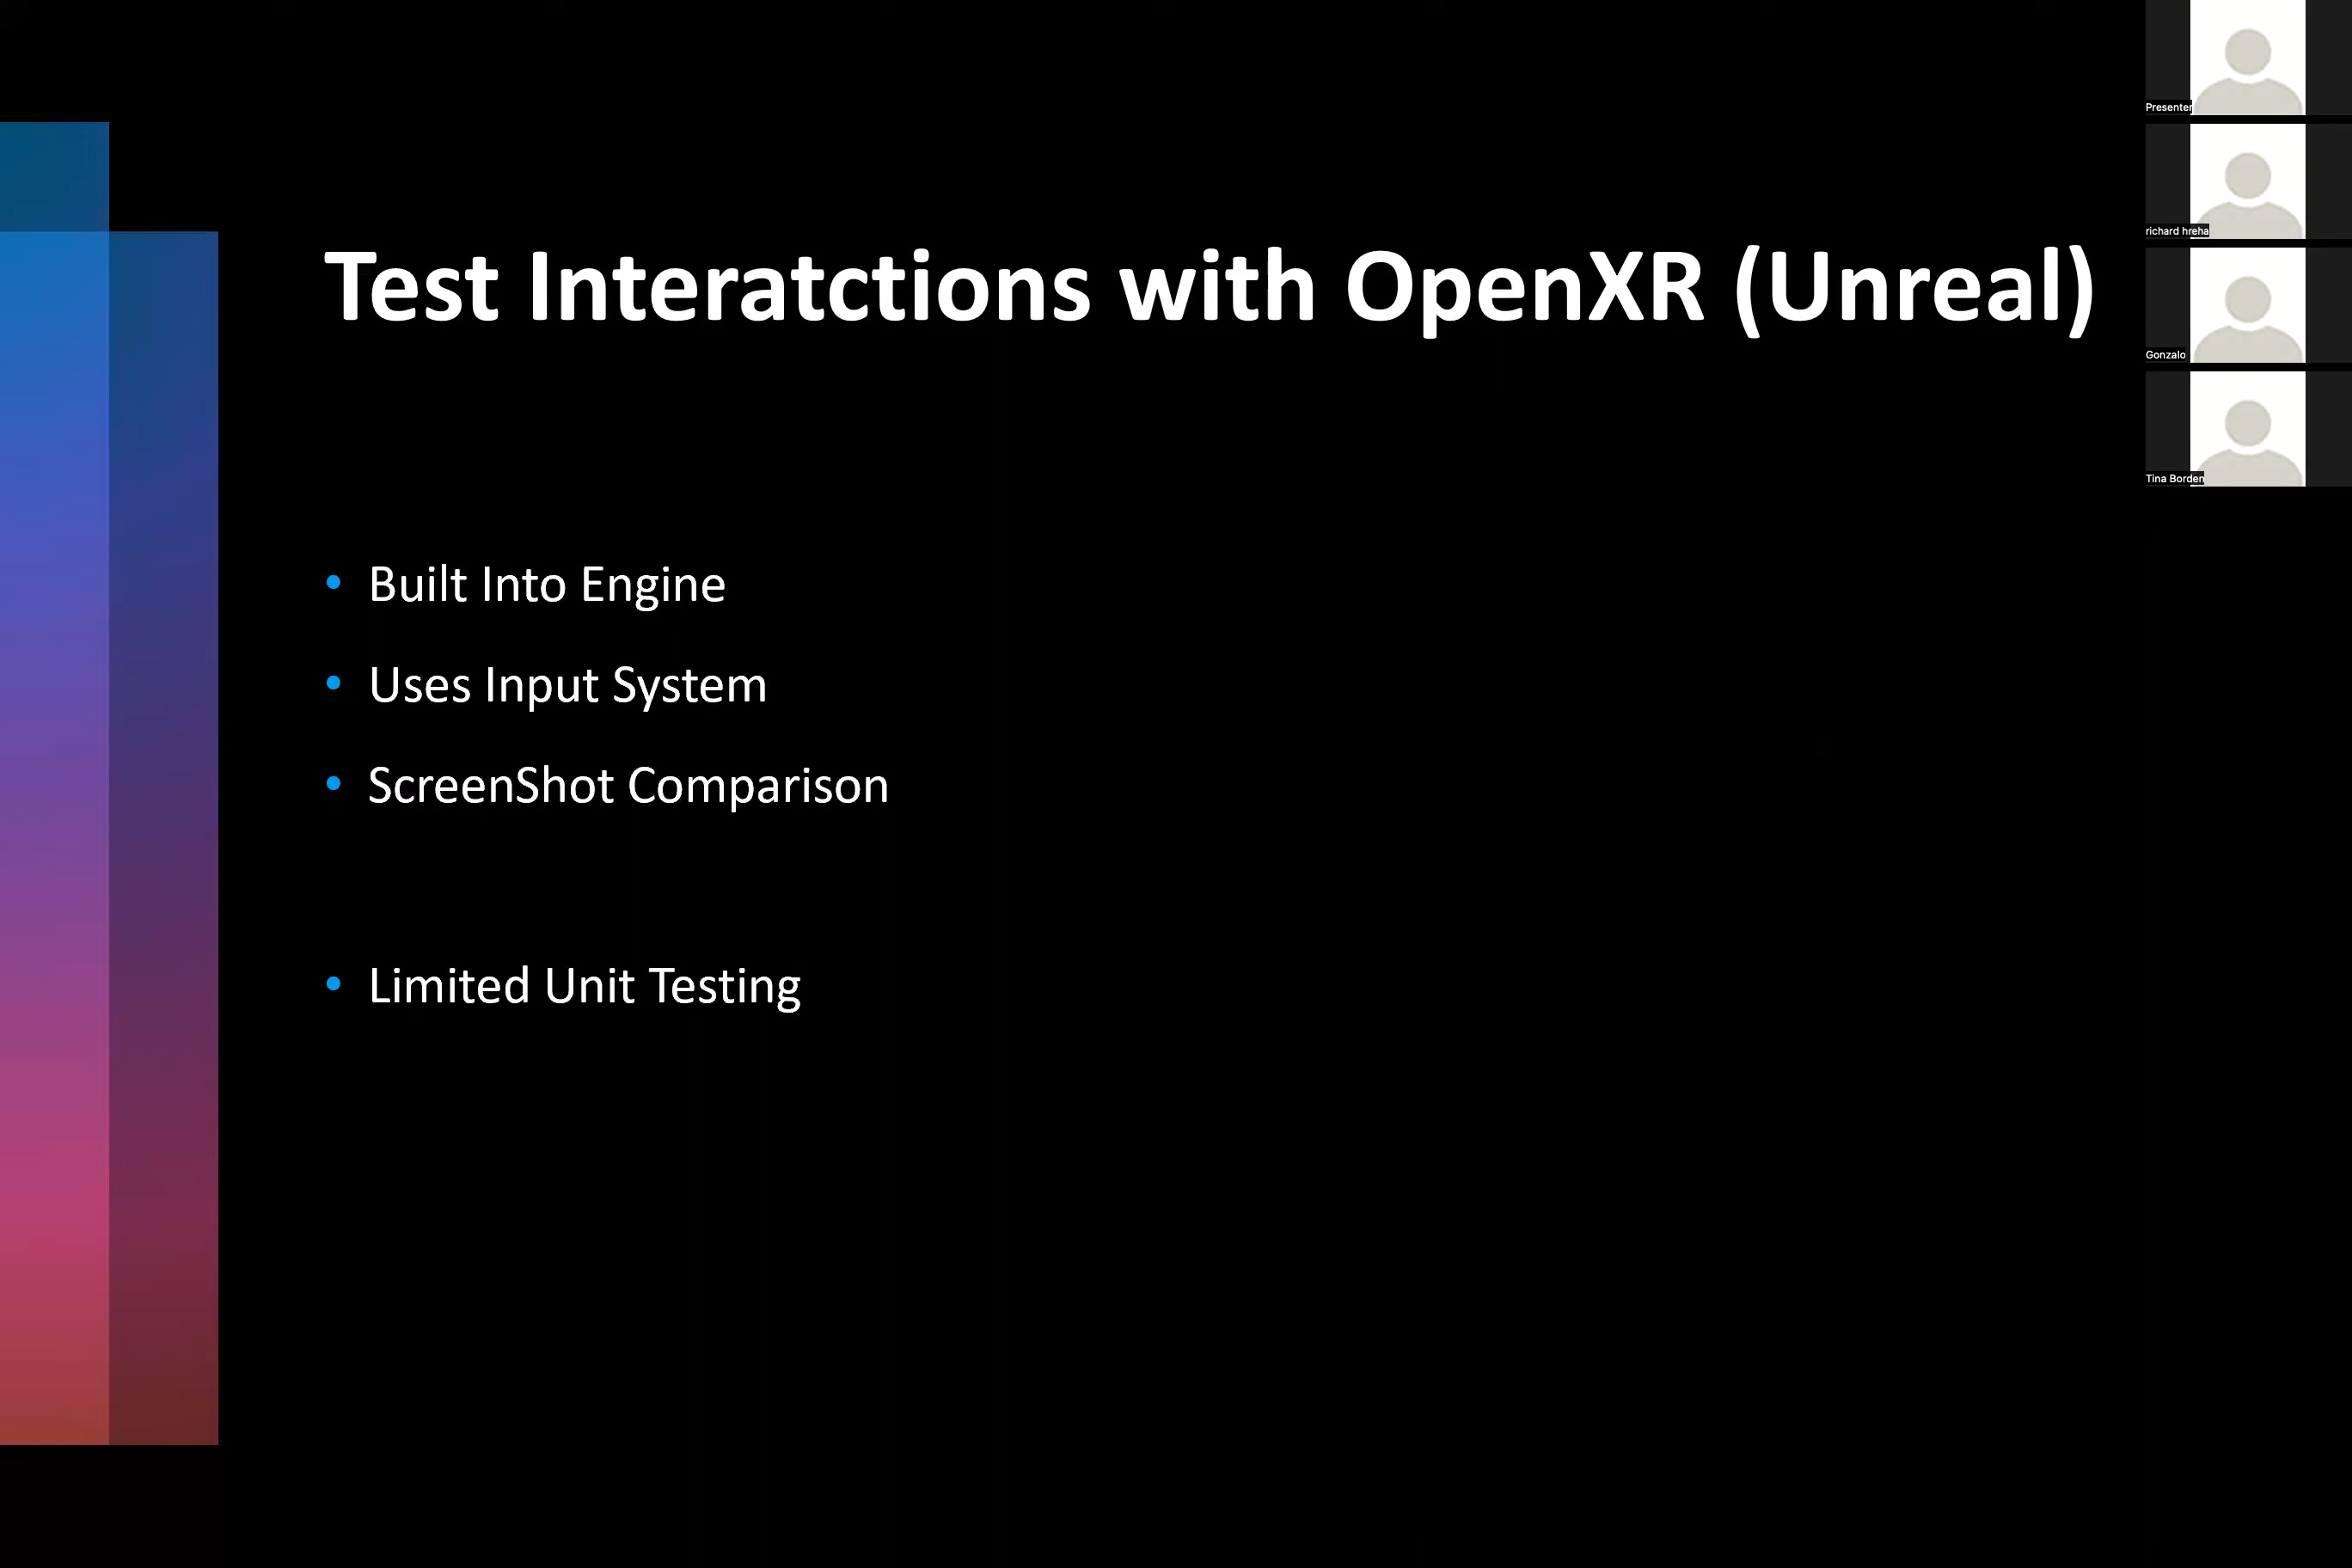 Test Interatctions with OpenXR (Unreal)
• Built Into Engine
• Uses Input System
• ScreenShot Comparison
• Limited Unit Testing
Presenter
richard hreha
Gonzalo
Tina Borden